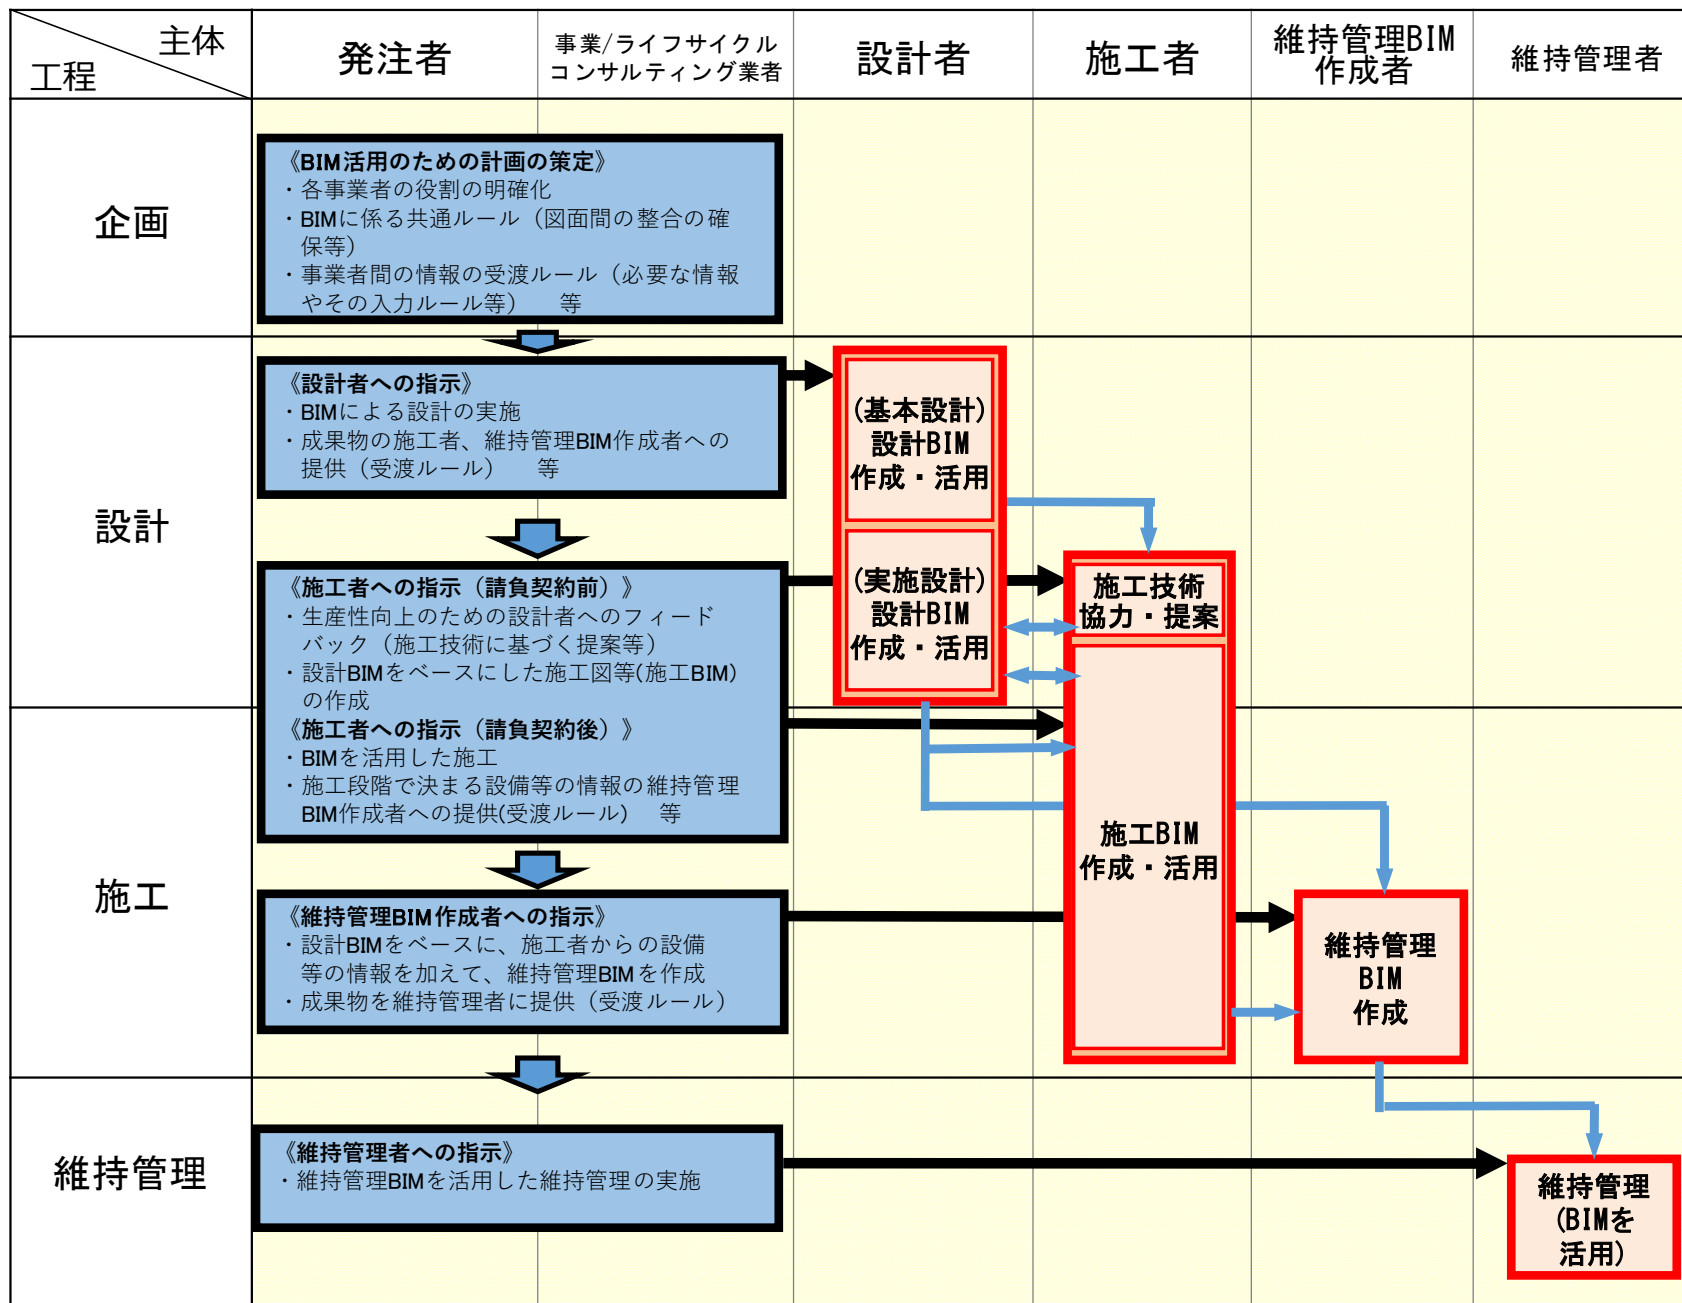 主体
工程
発注者
事業/ライフサイクル
コンサルティング業者
設計者
施工者
維持管理BIM
作成者
維持管理者
企画
《BIM活用のための計画の策定》
・各事業者の役割の明確化
・BIMに係る共通ルール（図面間の整合の確
保等）
・事業者間の情報の受渡ルール（必要な情報
やその入力ルール等）　等
設計
《設計者への指示》
・BIMによる設計の実施
・成果物の施工者、維持管理BIM作成者への
提供（受渡ルール）　等
(基本設計)
設計BIM
作成・活用
《施工者への指示（請負契約前）》
・生産性向上のための設計者へのフィード
バック（施工技術に基づく提案等）
・設計BIMをベースにした施工図等(施工BIM)
の作成
《施工者への指示（請負契約後）》
・BIMを活用した施工
・施工段階で決まる設備等の情報の維持管理
BIM作成者への提供(受渡ルール)　等
(実施設計)
設計BIM
作成・活用
施工技術
協力・提案
施工BIM
作成・活用
施工
《維持管理BIM作成者への指示》
・設計BIMをベースに、施工者からの設備
等の情報を加えて、維持管理BIMを作成
・成果物を維持管理者に提供（受渡ルール）
維持管理
BIM
作成
維持管理
《維持管理者への指示》
・維持管理BIMを活用した維持管理の実施
維持管理
(BIMを
活用)